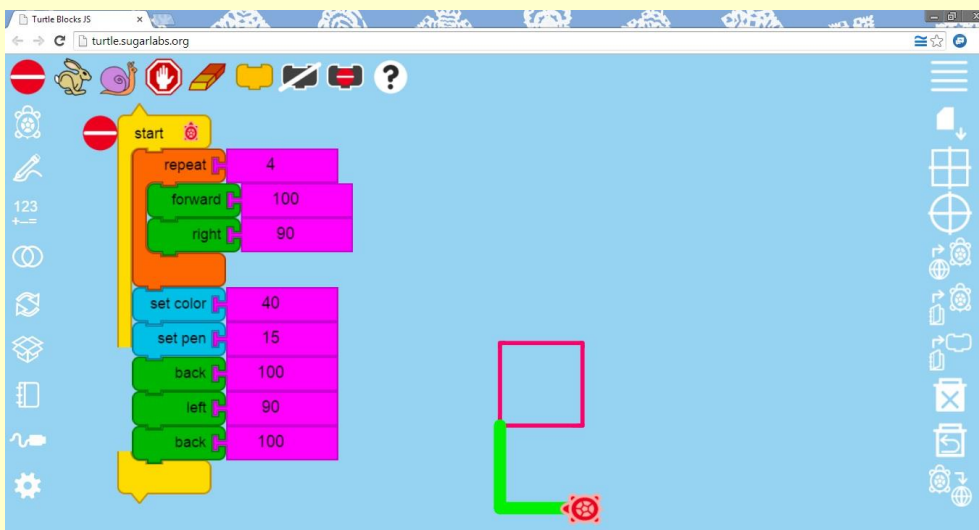 Turtle Blocks JS
turtle.sugarlabs.org
?
start
repeat 4
forward 100
right 90
set color 40
set pen 15
back 100
left 90
back 100
123
+-=